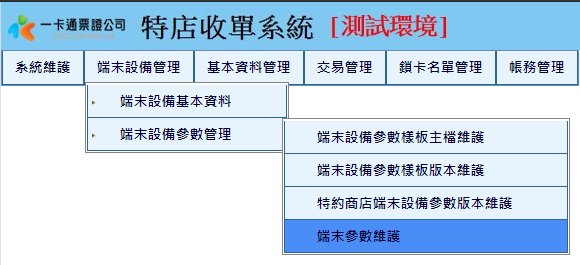 一卡通票證公司 特店收單系統 [測試環境]
系統維護 端末設備管理 基本資料管理 交易管理 鎖卡名單管理 帳務管理
端末設備基本資料
端末設備參數管理
端末設備參數樣板主檔維護
端末設備參數樣板版本維護
特約商店端末設備參數版本維護
端末參數維護